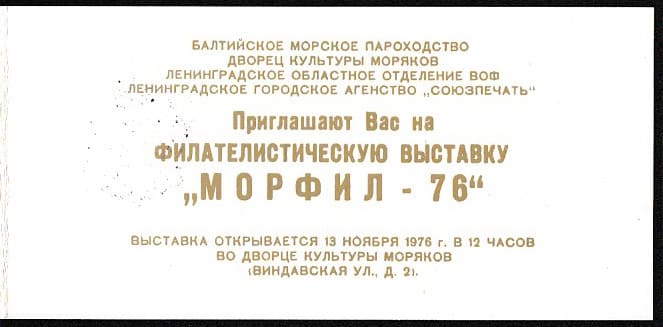 БАЛТИЙСКОЕ МОРСКОЕ ПАРОХОДСТВО
ДВОРЕЦ КУЛЬТУРЫ МОРЯКОВ
ЛЕНИНГРАДСКОЕ ОБЛАСТНОЕ ОТДЕЛЕНИЕ ВОФ
ЛЕНИНГРАДСКОЕ ГОРОДСКОЕ АГЕНСТВО „СОЮЗПЕЧАТЬ“
Приглашают Вас на
ФИЛАТЕЛИСТИЧЕСКУЮ ВЫСТАВКУ
„МОРФИЛ - 76“
ВЫСТАВКА ОТКРЫВАЕТСЯ 13 НОЯБРЯ 1976 г. В 12 ЧАСОВ
ВО ДВОРЦЕ КУЛЬТУРЫ МОРЯКОВ
(ВИНДАВСКАЯ УЛ., Д. 2).